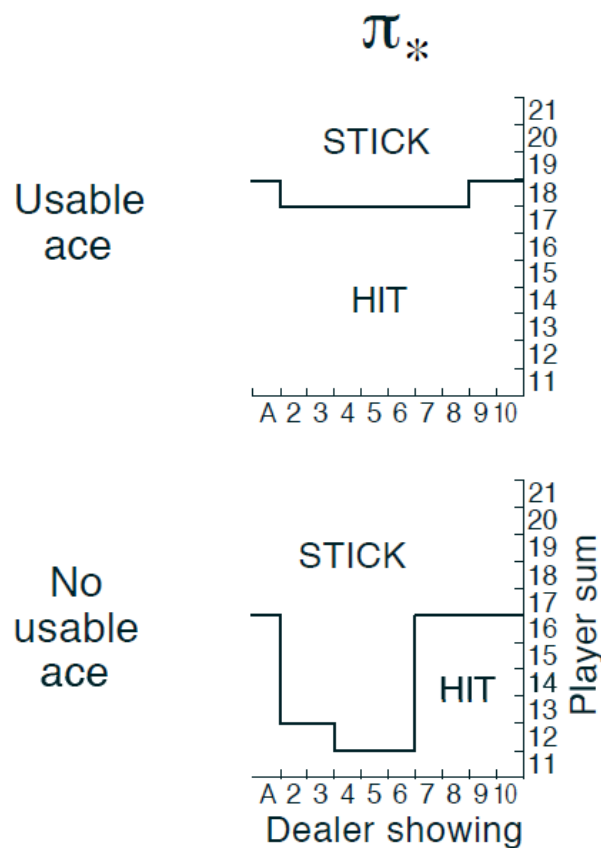 π*
STICK
Usable
ace
HIT
21
20
19
18
17
16
15
14
13
12
11
A 2 3 4 5 6 7 8 9 10
STICK
No
usable
ace
HIT
21
20
19
18
17
16
15
14
13
12
11
Player sum
A 2 3 4 5 6 7 8 9 10
Dealer showing